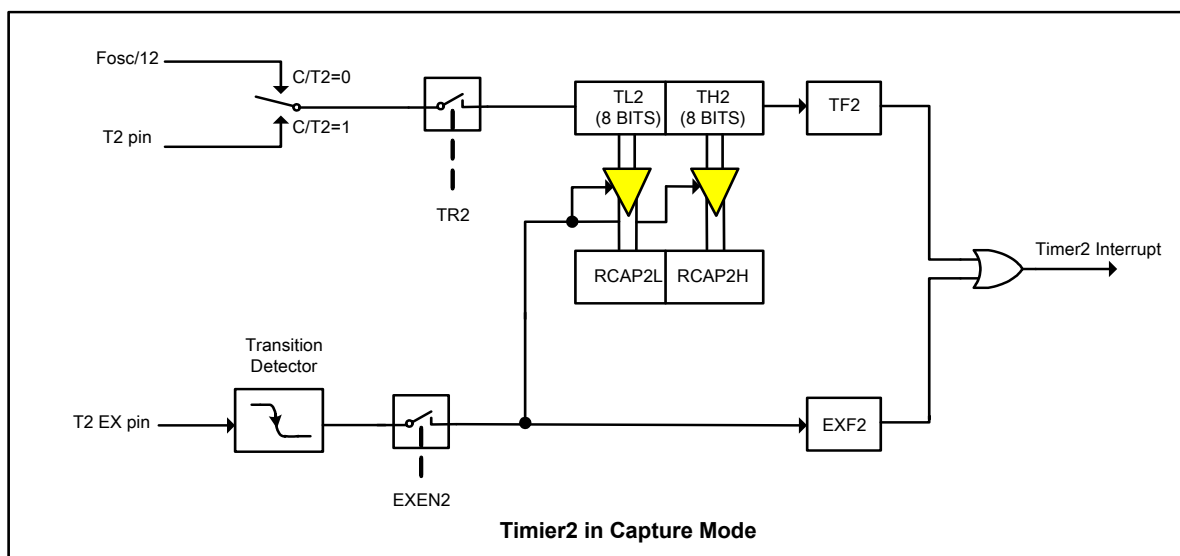 Fosc/12
C/T2=0
T2 pin
C/T2=1
TR2
TL2
(8 BITS)
TH2
(8 BITS)
TF2
RCAP2L
RCAP2H
Timer2 Interrupt
Transition
Detector
T2 EX pin
EXEN2
EXF2
Timier2 in Capture Mode